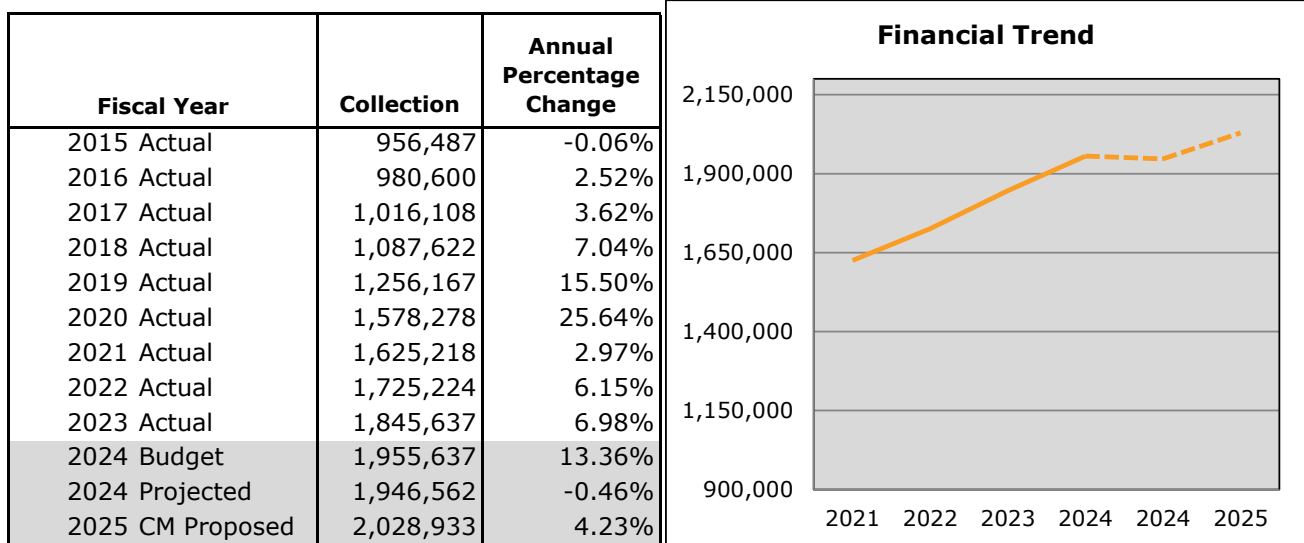 Annual
Percentage
Fiscal Year Collection Change
2015 Actual 956,487 -0.06%
2016 Actual 980,600 2.52%
2017 Actual 1,016,108 3.62%
2018 Actual 1,087,622 7.04%
2019 Actual 1,256,167 15.50%
2020 Actual 1,578,278 25.64%
2021 Actual 1,625,218 2.97%
2022 Actual 1,725,224 6.15%
2023 Actual 1,845,637 6.98%
2024 Budget 1,955,637 13.36%
2024 Projected 1,946,562 -0.46%
2025 CM Proposed 2,028,933 4.23%
Financial Trend
2,150,000
1,900,000
1,650,000
1,400,000
1,150,000
900,000
2021 2022 2023 2024 2024 2025